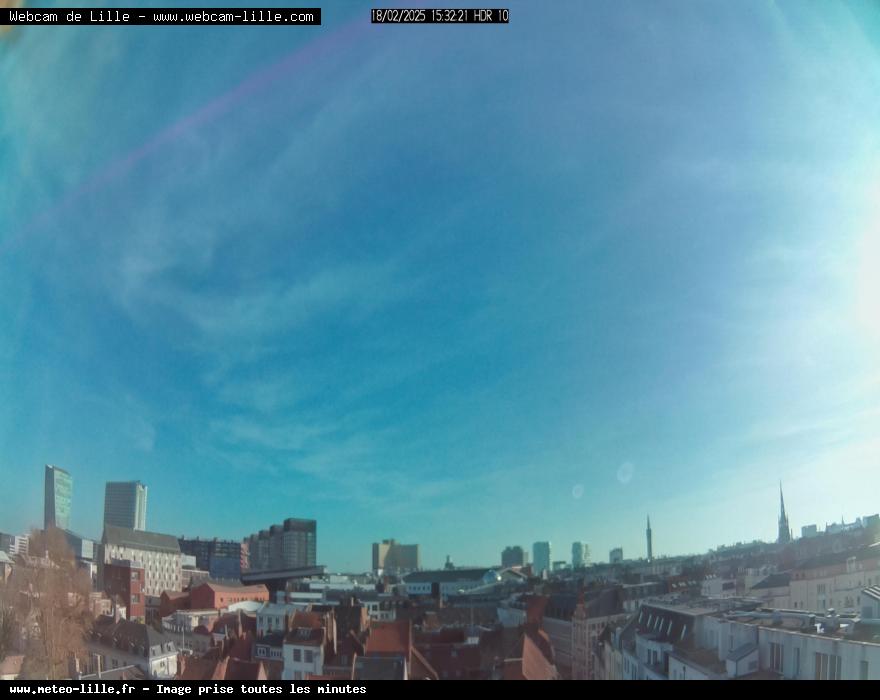 Webcam de Lille - www.webcam-lille.com
18/02/2025 15:32:21 HDR 10
www.meteo-lille.fr - Image prise toutes les minutes